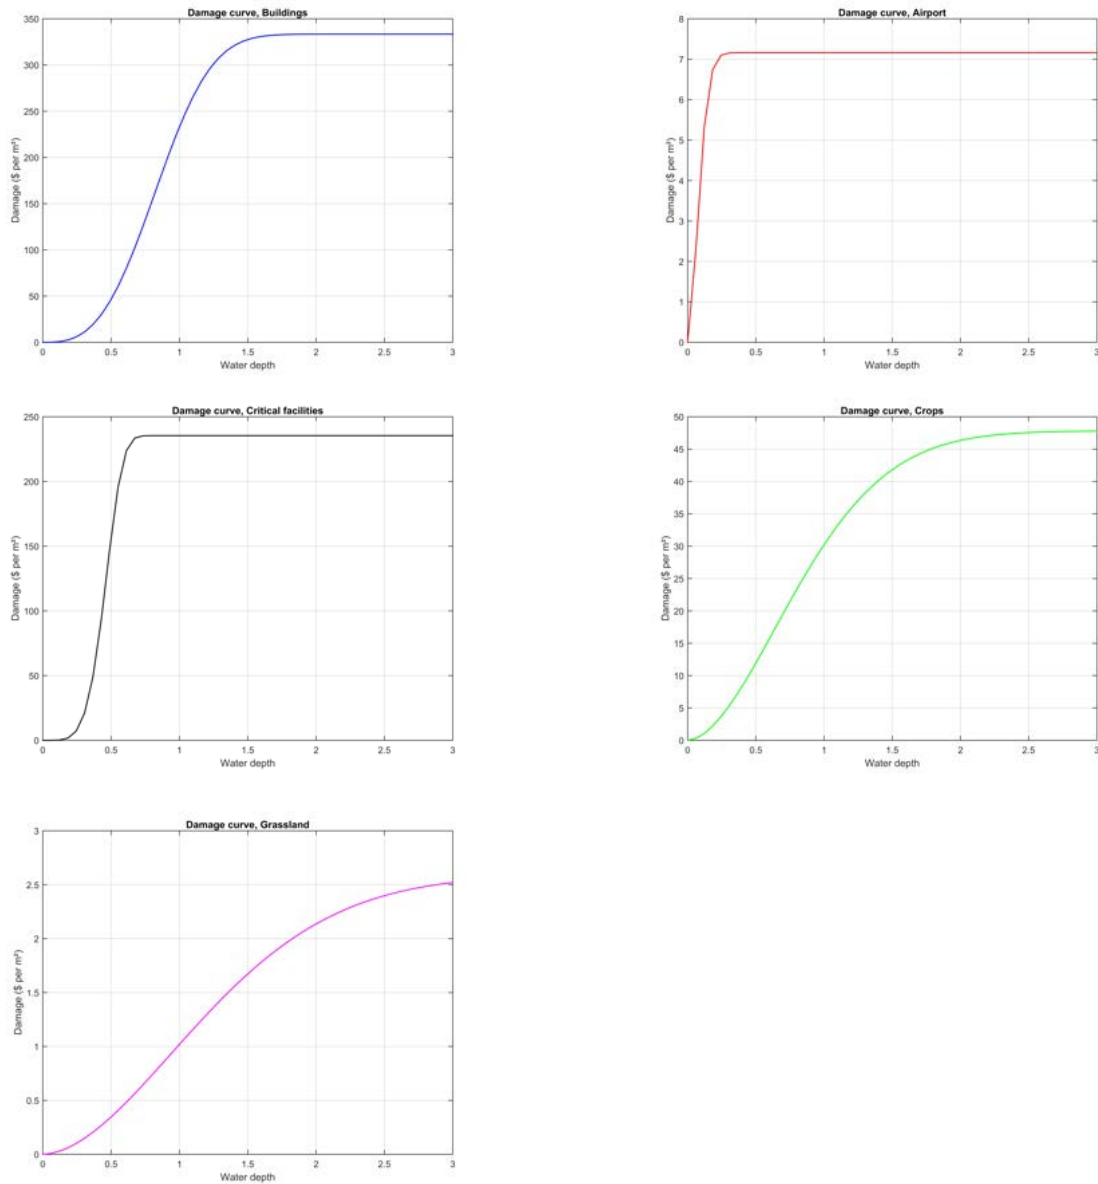 Damage curve, Buildings
350
300
250
200
150
100
50
0
Damage ($ per m²)
0 0.5 1 1.5 2 2.5 3
Water depth
Damage curve, Airport
8
7
6
5
4
3
2
1
0
Damage ($ per m²)
0 0.5 1 1.5 2 2.5 3
Water depth
Damage curve, Critical facilities
250
200
150
100
50
0
Damage ($ per m²)
0 0.5 1 1.5 2 2.5 3
Water depth
Damage curve, Crops
50
45
40
35
30
25
20
15
10
5
0
Damage ($ per m²)
0 0.5 1 1.5 2 2.5 3
Water depth
Damage curve, Grassland
3
2.5
2
1.5
1
0.5
0
Damage ($ per m²)
0 0.5 1 1.5 2 2.5 3
Water depth